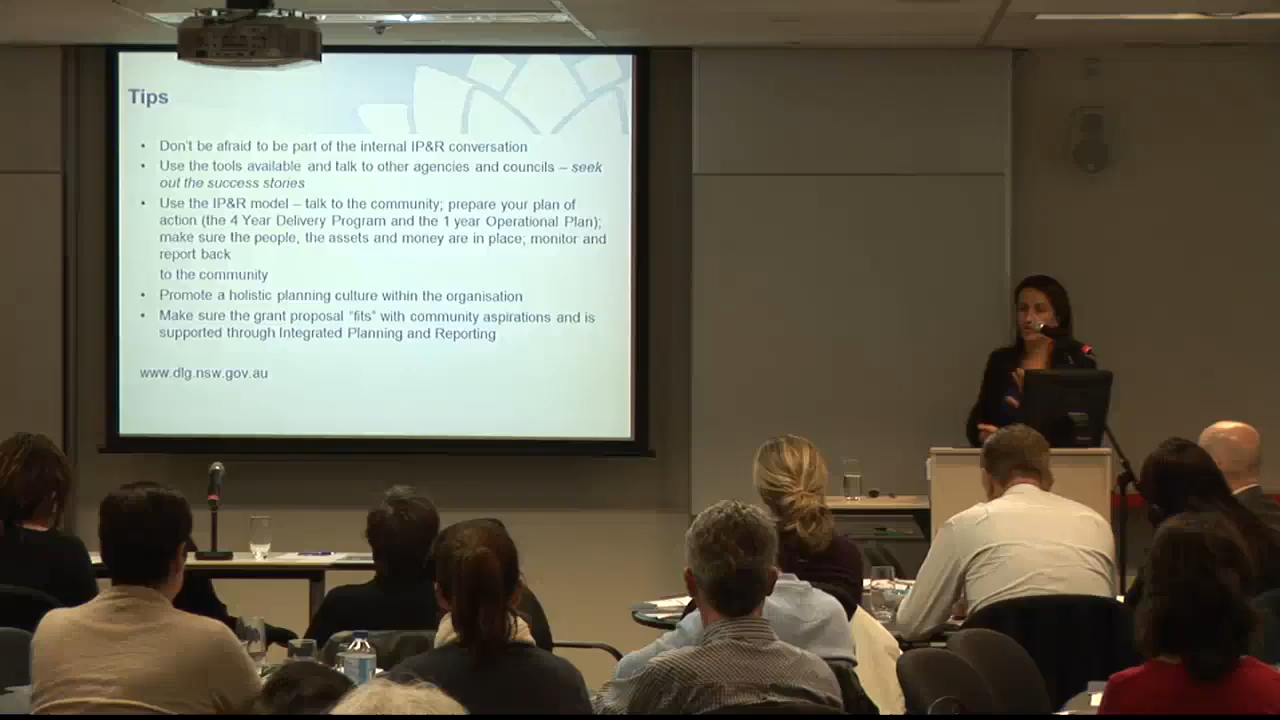 Tips
• Don't be afraid to be part of the internal IP&R conversation
• Use the tools available and talk to other agencies and councils – seek
out the success stories
• Use the IP&R model – talk to the community; prepare your plan of
action (the 4 Year Delivery Program and the 1 year Operational Plan);
make sure the people, the assets and money are in place; monitor and
report back
to the community
• Promote a holistic planning culture within the organisation
• Make sure the grant proposal "fits" with community aspirations and is
supported through Integrated Planning and Reporting
www.dlg.nsw.gov.au